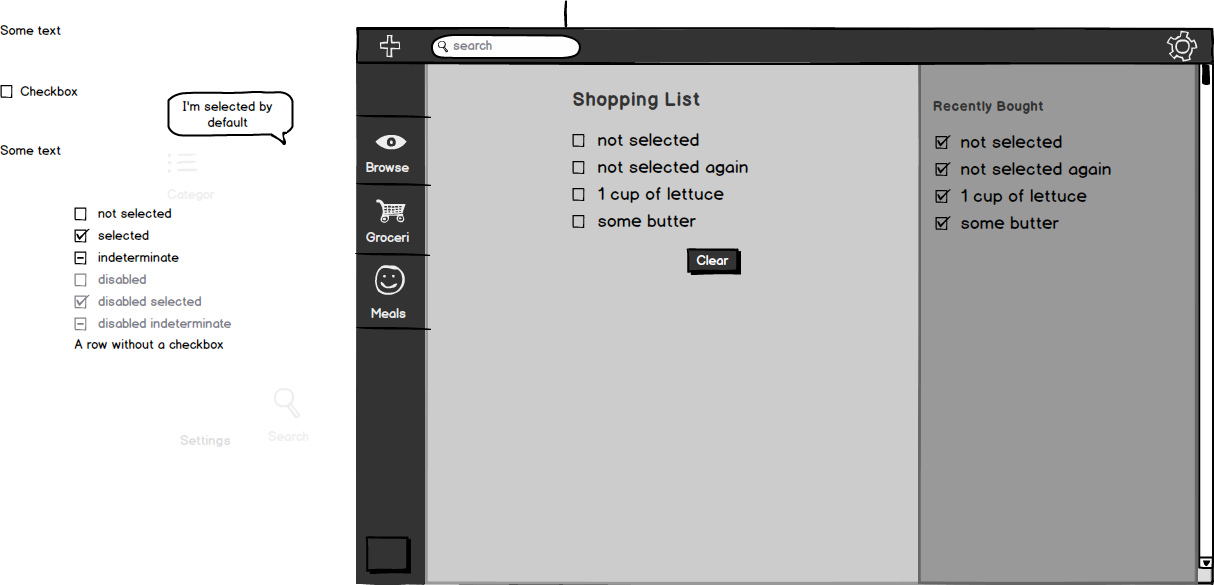 Some text
Checkbox
I'm selected by
default
Some text
Categor
not selected
selected
indeterminate
disabled
disabled selected
disabled indeterminate
A row without a checkbox
Settings
Search
search
Browse
Groceri
Meals
Shopping List
not selected
not selected again
1 cup of lettuce
some butter
Clear
Recently Bought
not selected
not selected again
1 cup of lettuce
some butter